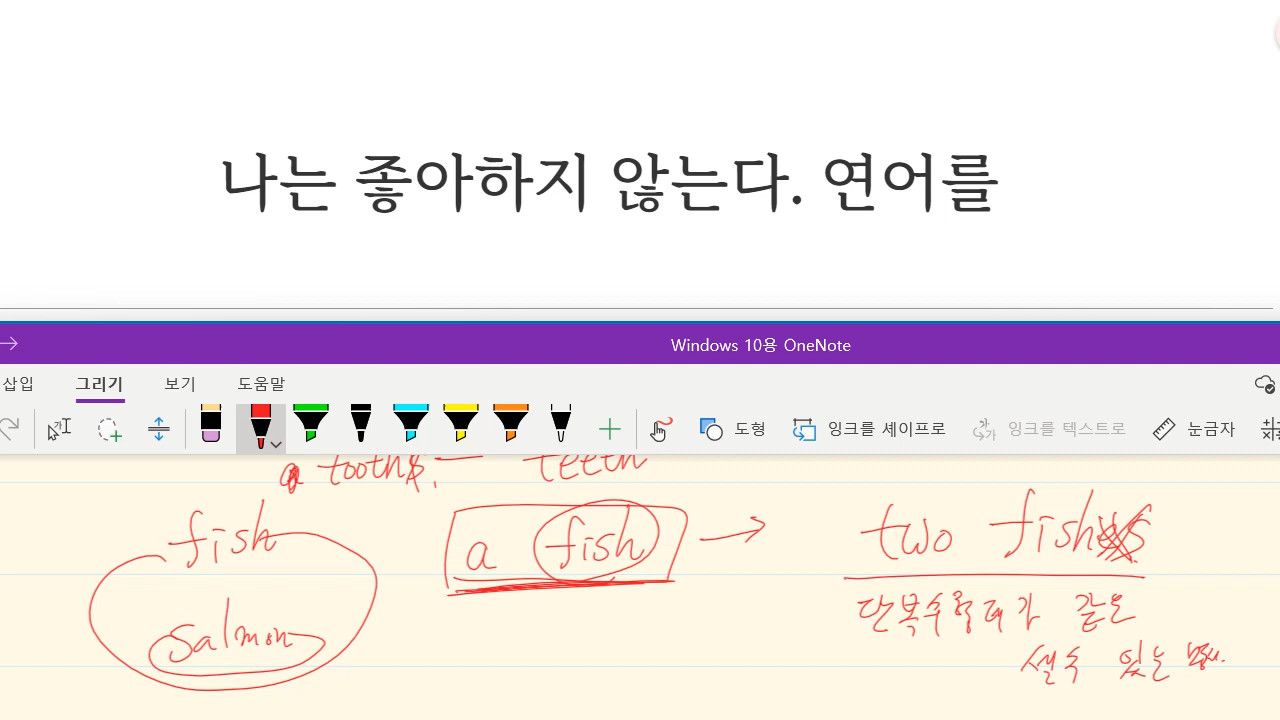 나는 좋아하지 않는다. 연어를
Windows 10용 OneNote
삽입 그리기 보기 도움말
도형 잉크를 셰이프로 잉크를 텍스트로 눈금자
a tooths. teeth
fish a fish → two fish
salmon 단복수형태가 같은
셀수 있는 명사.